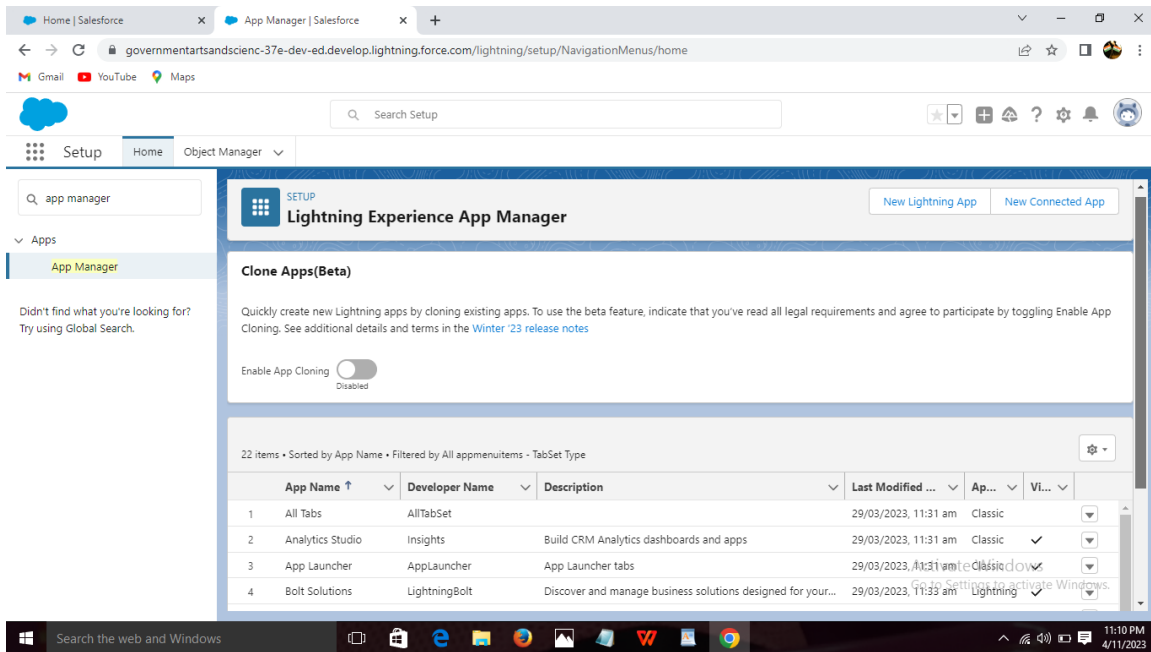 Home | Salesforce
App Manager | Salesforce
governmentartsandscienc-37e-dev-ed.develop.lightning.force.com/lightning/setup/NavigationMenus/home
Gmail
YouTube
Maps
Search Setup
Setup
Home
Object Manager
app manager
Apps
App Manager
Didn't find what you're looking for?
Try using Global Search.
SETUP
Lightning Experience App Manager
New Lightning App
New Connected App
Clone Apps(Beta)
Quickly create new Lightning apps by cloning existing apps. To use the beta feature, indicate that you've read all legal requirements and agree to participate by toggling Enable App
Cloning. See additional details and terms in the Winter '23 release notes
Enable App Cloning
Disabled
22 items • Sorted by App Name • Filtered by All appmenuitems - TabSet Type
App Name ↑ Developer Name Description Last Modified ... Ap... Vi...
1 All Tabs AllTabSet 29/03/2023, 11:31 am Classic
2 Analytics Studio Insights Build CRM Analytics dashboards and apps 29/03/2023, 11:31 am Classic
3 App Launcher AppLauncher App Launcher tabs 29/03/2023, 11:31 am Classic
4 Bolt Solutions LightningBolt Discover and manage business solutions designed for your... 29/03/2023, 11:33 am Lightning
Activate Windows
Go to Settings to activate Windows.
Search the web and Windows
11:10 PM
4/11/2023